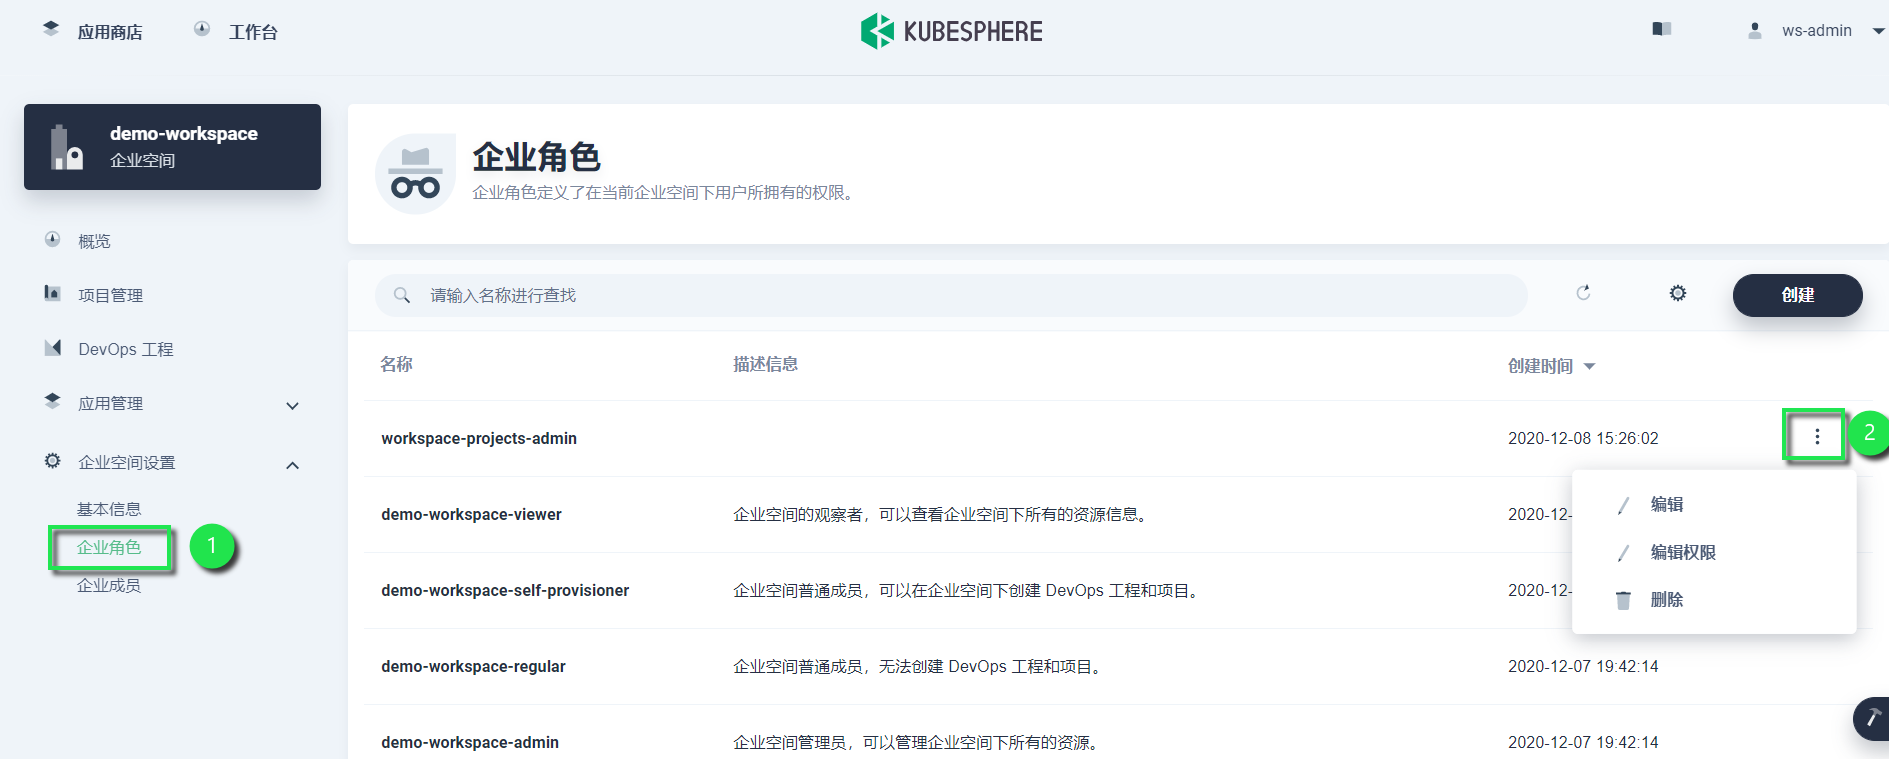 应用商店
工作台
KUBESPHERE
ws-admin
demo-workspace
企业空间
概览
项目管理
DevOps 工程
应用管理
企业空间设置
基本信息
企业角色
1
企业成员
企业角色
企业角色定义了在当前企业空间下用户所拥有的权限。
请输入名称进行查找
创建
名称 描述信息 创建时间
workspace-projects-admin 2020-12-08 15:26:02
2
demo-workspace-viewer 企业空间的观察者，可以查看企业空间下所有的资源信息。 2020-12-
demo-workspace-self-provisioner 企业空间普通成员，可以在企业空间下创建 DevOps 工程和项目。 2020-12-
编辑
编辑权限
删除
demo-workspace-regular 企业空间普通成员，无法创建 DevOps 工程和项目。 2020-12-07 19:42:14
demo-workspace-admin 企业空间管理员，可以管理企业空间下所有的资源。 2020-12-07 19:42:14